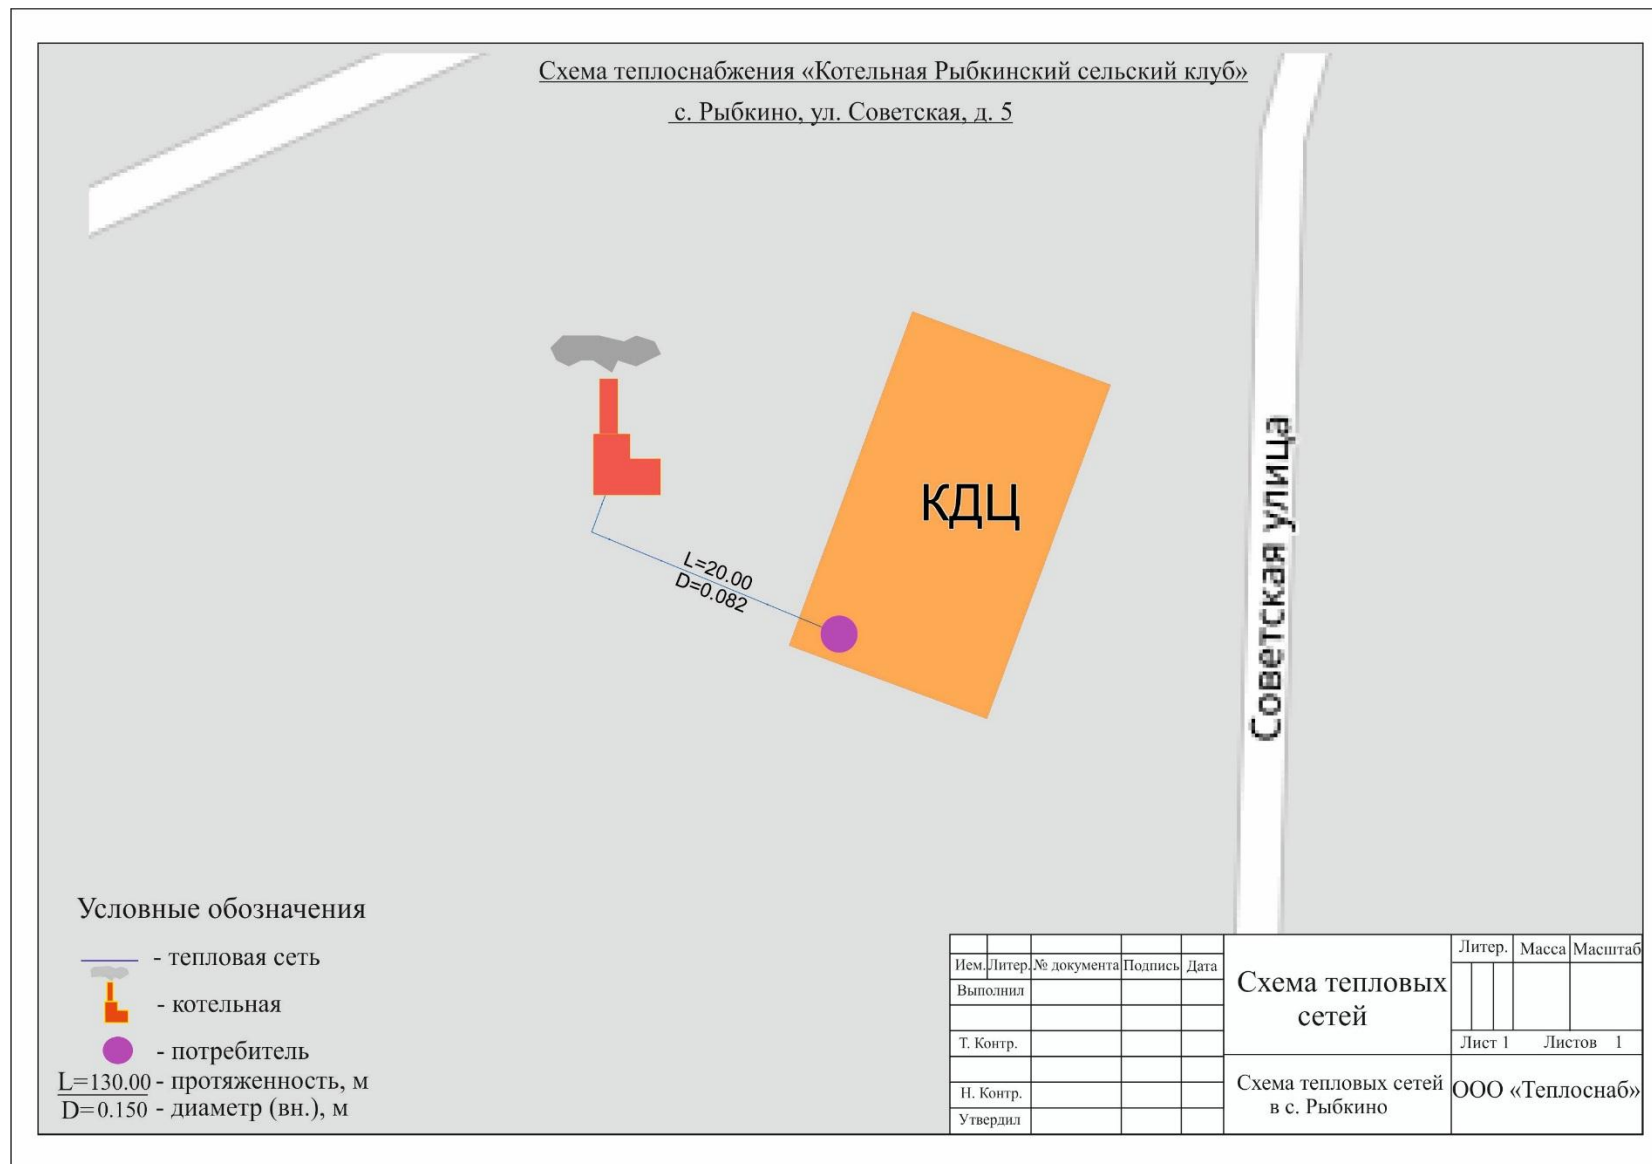 Схема теплоснабжения «Котельная Рыбкинский сельский клуб»
с. Рыбкино, ул. Советская, д. 5
КДЦ
L=20.00
D=0.082
Советская улица
Условные обозначения
- тепловая сеть
- котельная
- потребитель
L=130.00 - протяженность, м
D=0.150 - диаметр (вн.), м
Ием. Литер. № документа Подпись Дата
Выполнил
Т. Контр.
Н. Контр.
Утвердил
Схема тепловых
сетей
Схема тепловых сетей
в с. Рыбкино
Литер. Масса Масштаб
Лист 1 Листов 1
ООО «Теплоснаб»